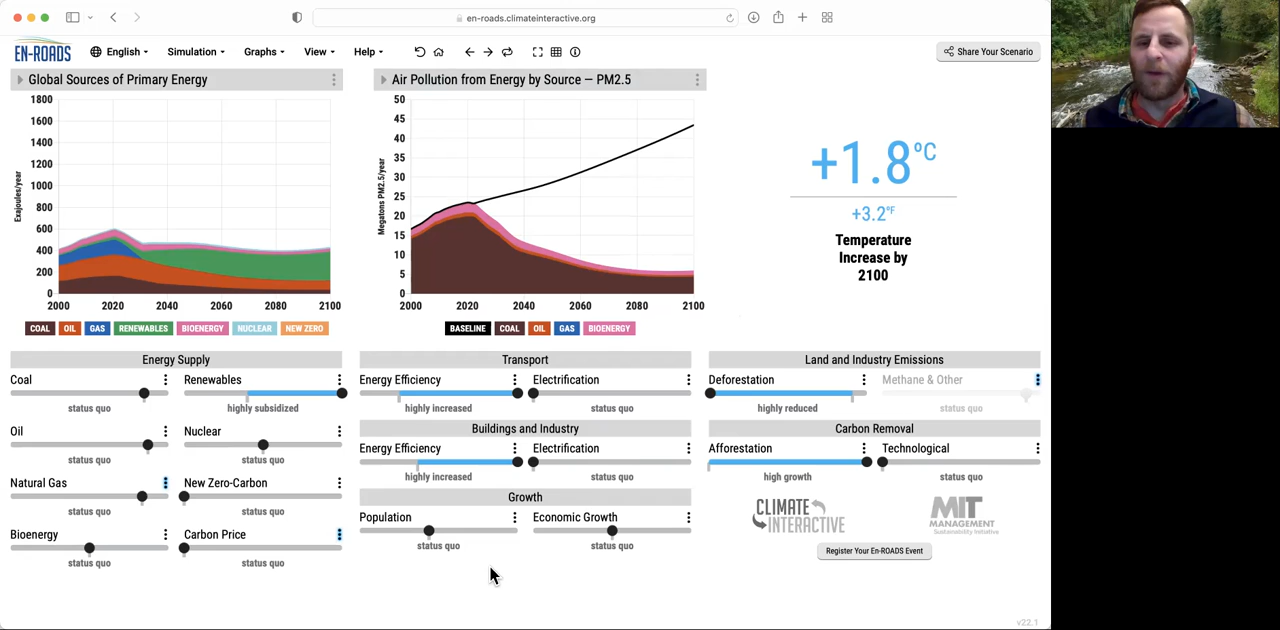 en-roads.climateinteractive.org
EN-ROADS
English
Simulation
Graphs
View
Help
Share Your Scenario
Global Sources of Primary Energy
1800
1600
1400
1200
1000
800
600
400
200
0
Exajoules/year
2000 2020 2040 2060 2080 2100
COAL OIL GAS RENEWABLES BIOENERGY NUCLEAR NEW ZERO
Air Pollution from Energy by Source — PM2.5
50
45
40
35
30
25
20
15
10
5
0
Megatons PM2.5/year
2000 2020 2040 2060 2080 2100
BASELINE COAL OIL GAS BIOENERGY
+1.8°C
+3.2°F
Temperature
Increase by
2100
Energy Supply
Coal
status quo
Renewables
highly subsidized
Oil
status quo
Nuclear
status quo
Natural Gas
status quo
New Zero-Carbon
status quo
Bioenergy
status quo
Carbon Price
status quo
Transport
Energy Efficiency
highly increased
Electrification
status quo
Buildings and Industry
Energy Efficiency
highly increased
Electrification
status quo
Growth
Population
status quo
Economic Growth
status quo
Land and Industry Emissions
Deforestation
highly reduced
Methane & Other
status quo
Carbon Removal
Afforestation
high growth
Technological
status quo
CLIMATE
INTERACTIVE
MIT
MANAGEMENT
Sustainability Initiative
Register Your En-ROADS Event
v22.1